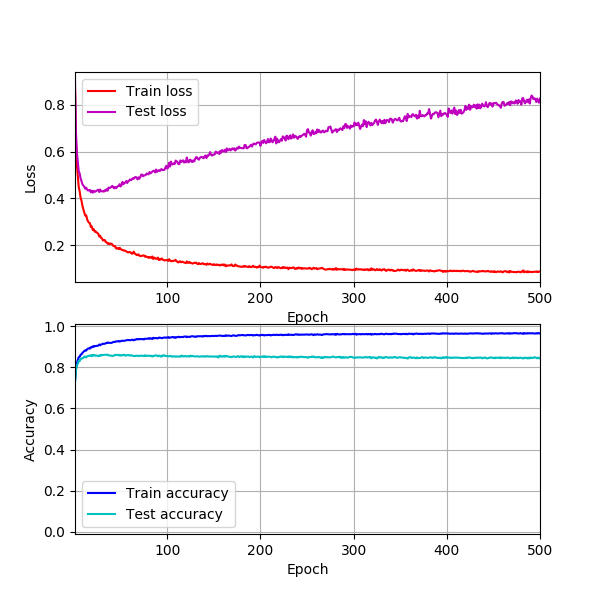 Train loss
Test loss
0.8
0.6
0.4
0.2
Loss
100 200 300 400 500
Epoch
1.0
0.8
0.6
0.4
0.2
0.0
Accuracy
Train accuracy
Test accuracy
100 200 300 400 500
Epoch